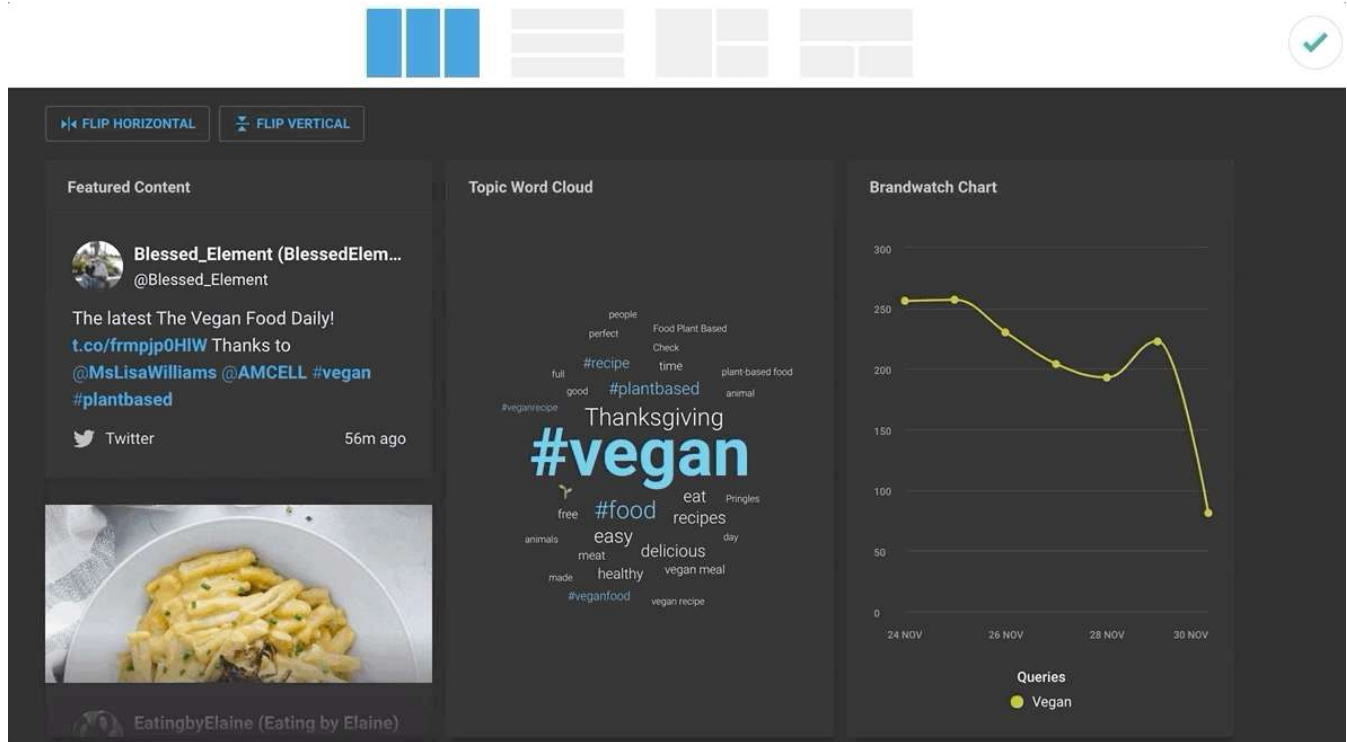 FLIP HORIZONTAL
FLIP VERTICAL
Featured Content
Blessed_Element (BlessedElem...
@Blessed_Element
The latest The Vegan Food Daily!
t.co/frmpjp0HlW Thanks to
@MsLisaWilliams @AMCELL #vegan
#plantbased
Twitter
56m ago
EatingbyElaine (Eating by Elaine)
Topic Word Cloud
people
perfect
Food Plant Based
Check
#recipe
time
full
plant-based food
good
#plantbased
animal
#veganrecipe
Thanksgiving
#vegan
eat
Pringles
free
#food
recipes
animals
easy
day
meat
delicious
made
healthy
vegan meal
#veganfood
vegan recipe
Brandwatch Chart
300
250
200
150
100
50
0
24 NOV
26 NOV
28 NOV
30 NOV
Queries
Vegan